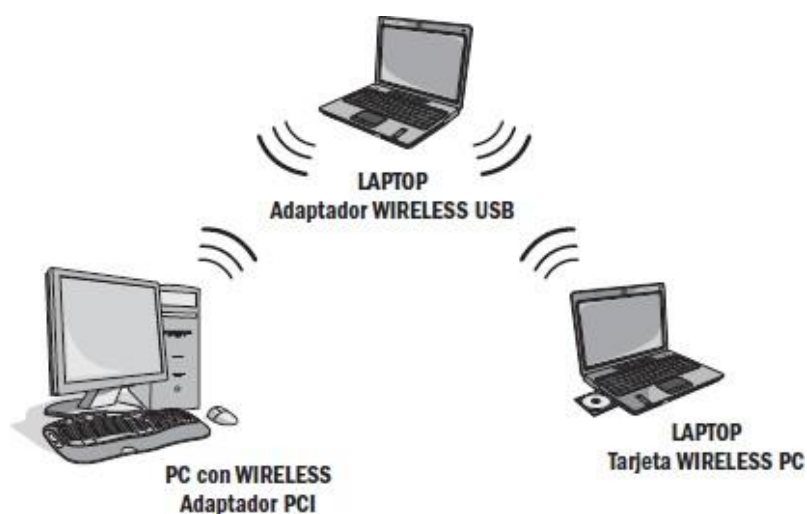 LAPTOP
Adaptador WIRELESS USB
LAPTOP
Tarjeta WIRELESS PC
PC con WIRELESS
Adaptador PCI